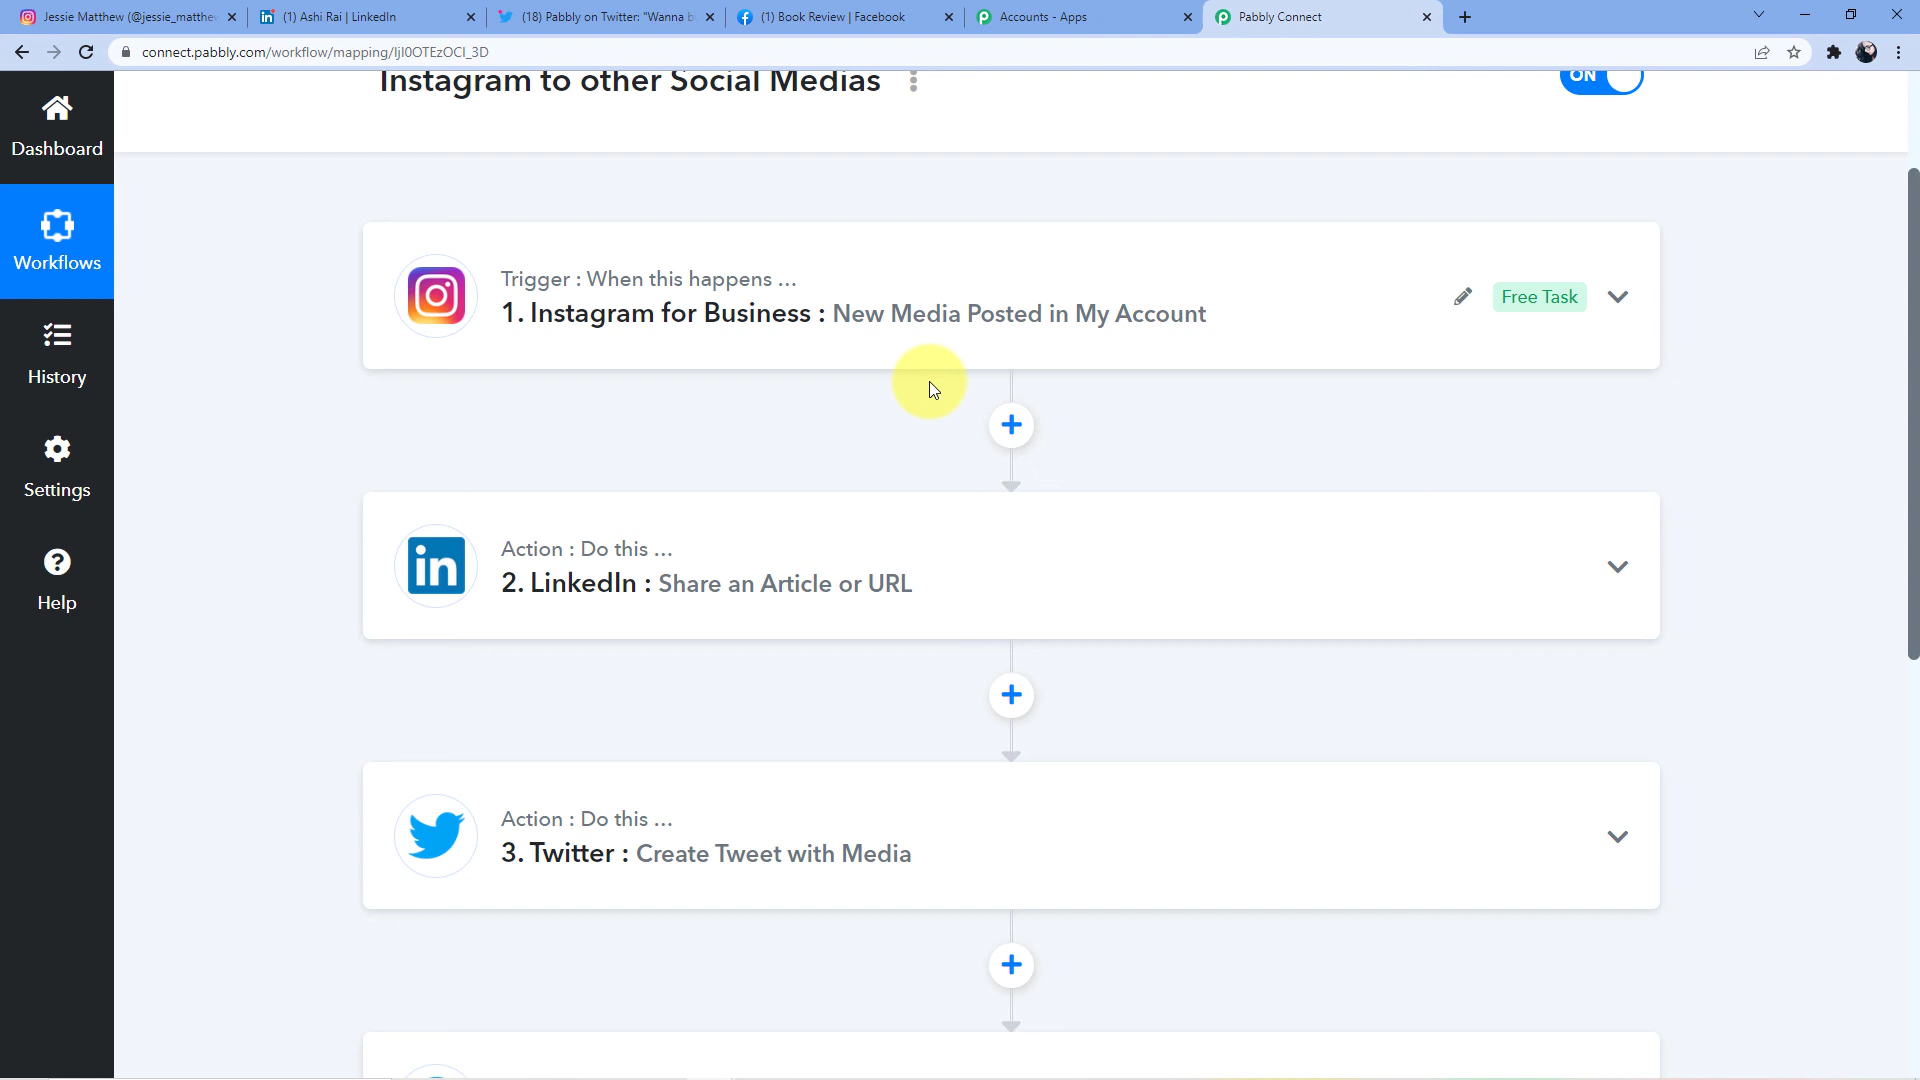 Jessie Matthew (@jessie_matthe
(1) Ashi Rai | LinkedIn
(18) Pabbly on Twitter: "Wanna b
(1) Book Review | Facebook
Accounts - Apps
Pabbly Connect
connect.pabbly.com/workflow/mapping/IjI0OTEzOCI_3D
Instagram to other Social Medias
ON
Dashboard
Workflows
History
Settings
Help
Trigger : When this happens ...
1. Instagram for Business : New Media Posted in My Account
Free Task
Action : Do this ...
2. LinkedIn : Share an Article or URL
Action : Do this ...
3. Twitter : Create Tweet with Media